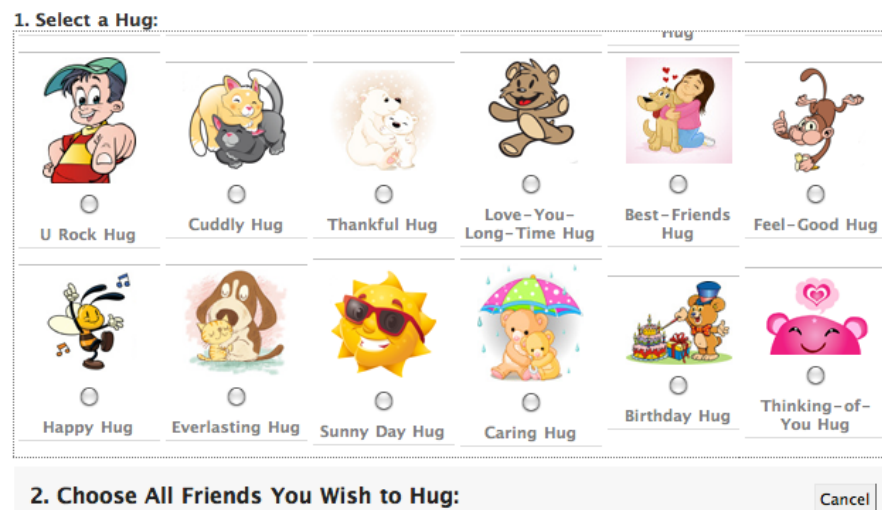 1. Select a Hug:
Hug
U Rock Hug
Cuddly Hug
Thankful Hug
Love-You-
Long-Time Hug
Best-Friends
Hug
Feel-Good Hug
Happy Hug
Everlasting Hug
Sunny Day Hug
Caring Hug
Birthday Hug
Thinking-of-
You Hug
2. Choose All Friends You Wish to Hug:
Cancel